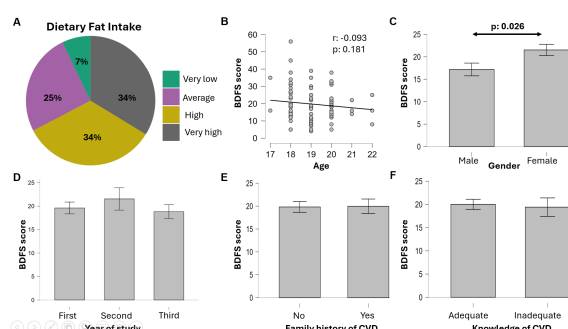 A
Dietary Fat Intake
7%
34%
25%
34%
Very low
Average
High
Very high
B
BDFS score
60
50
40
30
20
10
0
r: -0.093
p: 0.181
17
18
19
20
21
22
Age
C
BDFS score
30
25
20
15
10
5
0
p: 0.026
Male
Female
Gender
D
BDFS score
25
20
15
10
5
0
First
Second
Third
Year of study
E
BDFS score
25
20
15
10
5
0
No
Yes
Family history of CVD
F
BDFS score
25
20
15
10
5
0
Adequate
Inadequate
Knowledge of CVD